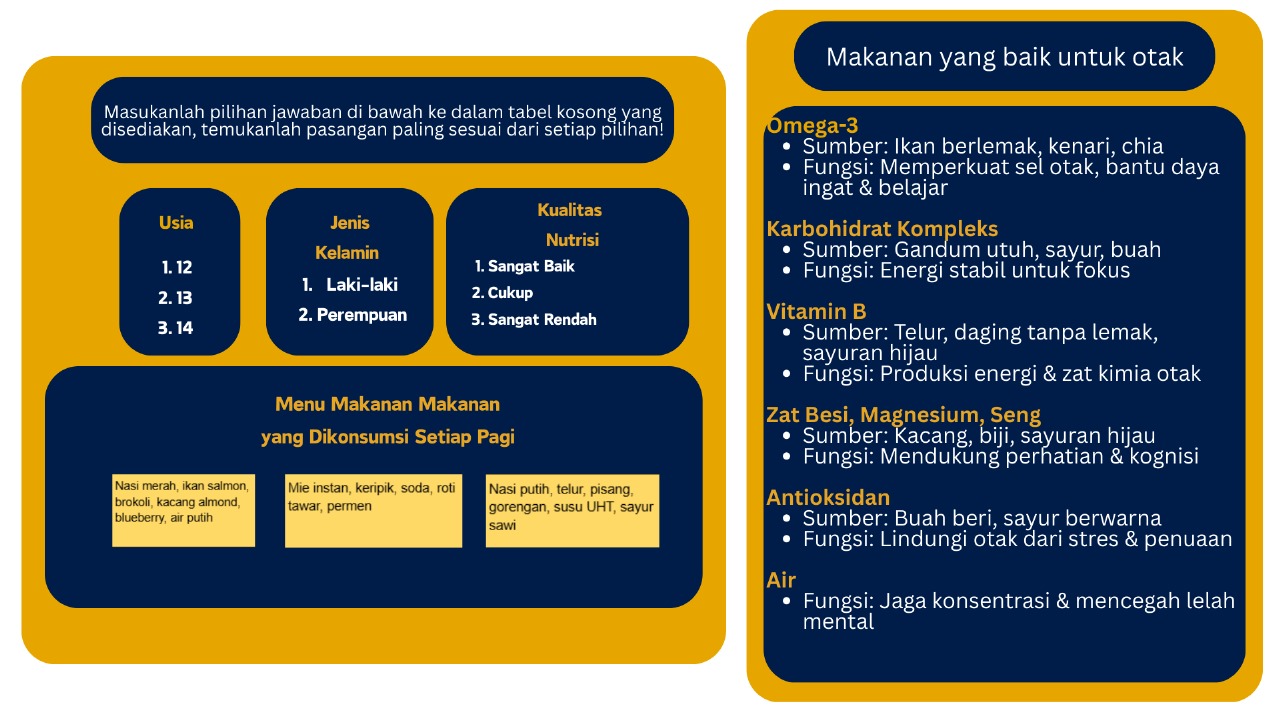 Masukanlah pilihan jawaban di bawah ke dalam tabel kosong yang
disediakan, temukanlah pasangan paling sesuai dari setiap pilihan!
Usia
1. 12
2. 13
3. 14
Jenis
Kelamin
1. Laki-laki
2. Perempuan
Kualitas
Nutrisi
1. Sangat Baik
2. Cukup
3. Sangat Rendah
Menu Makanan Makanan
yang Dikonsumsi Setiap Pagi
Nasi merah, ikan salmon,
brokoli, kacang almond,
blueberry, air putih
Mie instan, keripik, soda, roti
tawar, permen
Nasi putih, telur, pisang,
gorengan, susu UHT, sayur
sawi
Makanan yang baik untuk otak
Omega-3
• Sumber: Ikan berlemak, kenari, chia
• Fungsi: Memperkuat sel otak, bantu daya
ingat & belajar
Karbohidrat Kompleks
• Sumber: Gandum utuh, sayur, buah
• Fungsi: Energi stabil untuk fokus
Vitamin B
• Sumber: Telur, daging tanpa lemak,
sayuran hijau
• Fungsi: Produksi energi & zat kimia otak
Zat Besi, Magnesium, Seng
• Sumber: Kacang, biji, sayuran hijau
• Fungsi: Mendukung perhatian & kognisi
Antioksidan
• Sumber: Buah beri, sayur berwarna
• Fungsi: Lindungi otak dari stres & penuaan
Air
• Fungsi: Jaga konsentrasi & mencegah lelah
mental